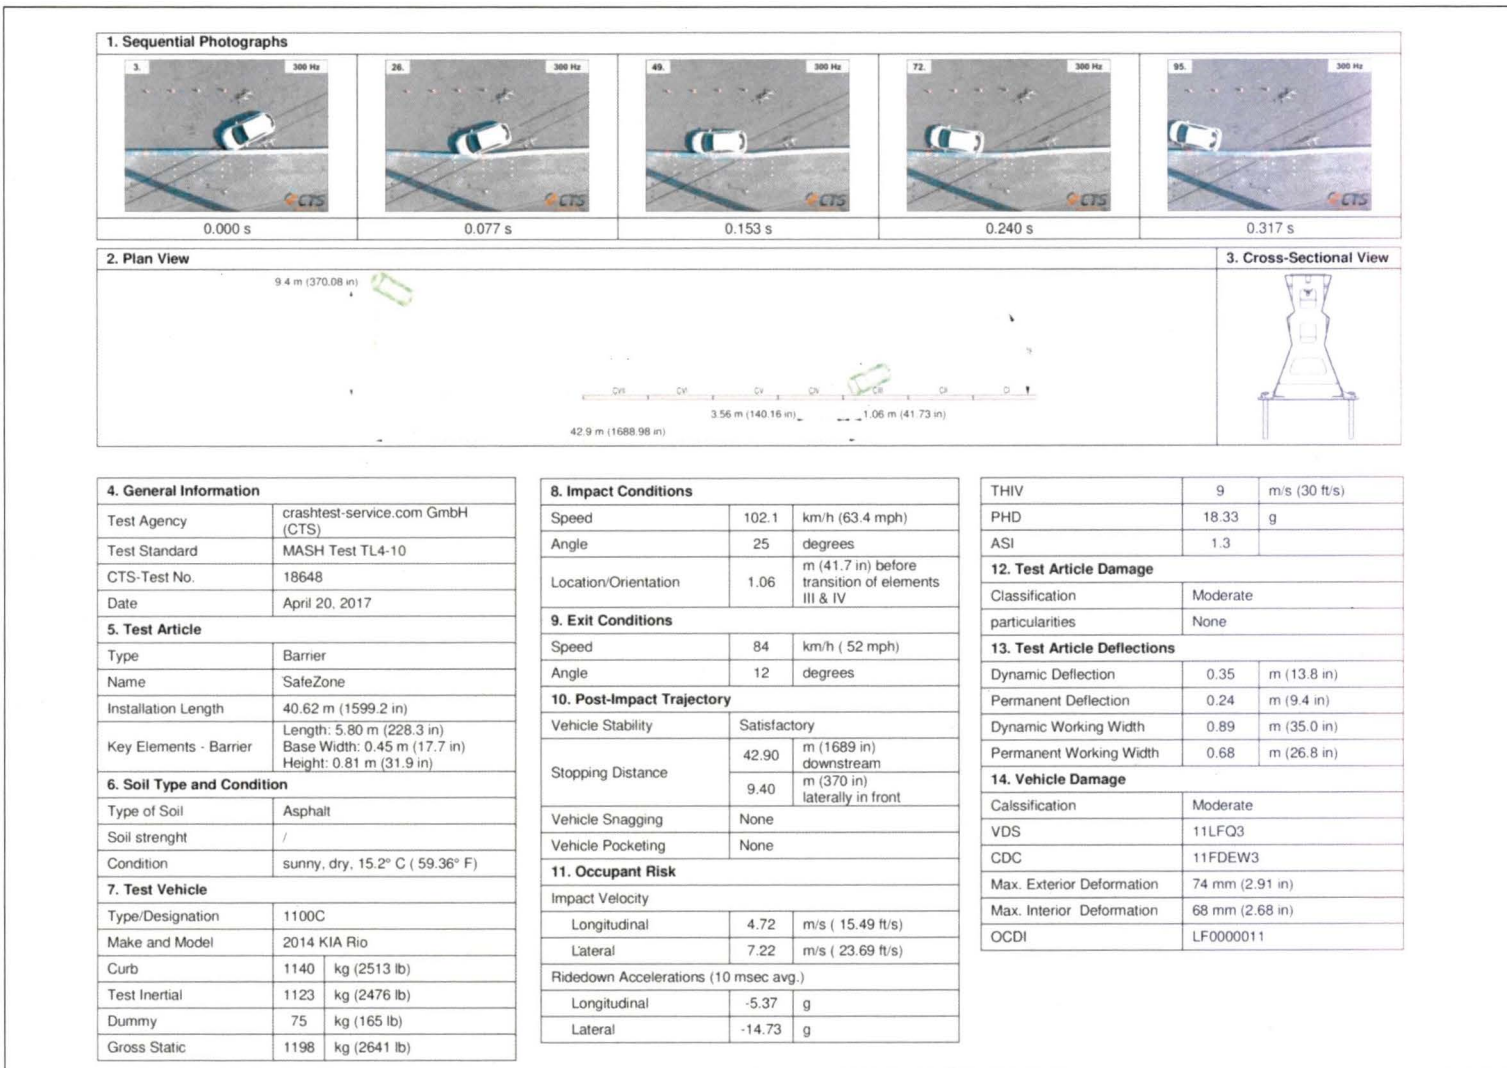 1. Sequential Photographs
3. 300 Hz
26. 300 Hz
49. 300 Hz
72. 300 Hz
95. 300 Hz
CTS
CTS
CTS
CTS
CTS
0.000 s
0.077 s
0.153 s
0.240 s
0.317 s
2. Plan View
9.4 m (370.08 in)
CVII CVI CV CIV CIII CII CI
3.56 m (140.16 in)
1.06 m (41.73 in)
42.9 m (1688.98 in)
3. Cross-Sectional View
4. General Information
Test Agency crashtest-service.com GmbH
(CTS)
Test Standard MASH Test TL4-10
CTS-Test No. 18648
Date April 20, 2017
5. Test Article
Type Barrier
Name SafeZone
Installation Length 40.62 m (1599.2 in)
Key Elements - Barrier Length: 5.80 m (228.3 in)
Base Width: 0.45 m (17.7 in)
Height: 0.81 m (31.9 in)
6. Soil Type and Condition
Type of Soil Asphalt
Soil strenght /
Condition sunny, dry, 15.2° C ( 59.36° F)
7. Test Vehicle
Type/Designation 1100C
Make and Model 2014 KIA Rio
Curb 1140 kg (2513 lb)
Test Inertial 1123 kg (2476 lb)
Dummy 75 kg (165 lb)
Gross Static 1198 kg (2641 lb)
8. Impact Conditions
Speed 102.1 km/h (63.4 mph)
Angle 25 degrees
Location/Orientation 1.06 m (41.7 in) before
transition of elements
III & IV
9. Exit Conditions
Speed 84 km/h ( 52 mph)
Angle 12 degrees
10. Post-Impact Trajectory
Vehicle Stability Satisfactory
Stopping Distance 42.90 m (1689 in)
downstream
9.40 m (370 in)
laterally in front
Vehicle Snagging None
Vehicle Pocketing None
11. Occupant Risk
Impact Velocity
Longitudinal 4.72 m/s ( 15.49 ft/s)
Lateral 7.22 m/s ( 23.69 ft/s)
Ridedown Accelerations (10 msec avg.)
Longitudinal -5.37 g
Lateral -14.73 g
THIV 9 m/s (30 ft/s)
PHD 18.33 g
ASI 1.3
12. Test Article Damage
Classification Moderate
particularities None
13. Test Article Deflections
Dynamic Deflection 0.35 m (13.8 in)
Permanent Deflection 0.24 m (9.4 in)
Dynamic Working Width 0.89 m (35.0 in)
Permanent Working Width 0.68 m (26.8 in)
14. Vehicle Damage
Calssification Moderate
VDS 11LFQ3
CDC 11FDEW3
Max. Exterior Deformation 74 mm (2.91 in)
Max. Interior Deformation 68 mm (2.68 in)
OCDI LF0000011